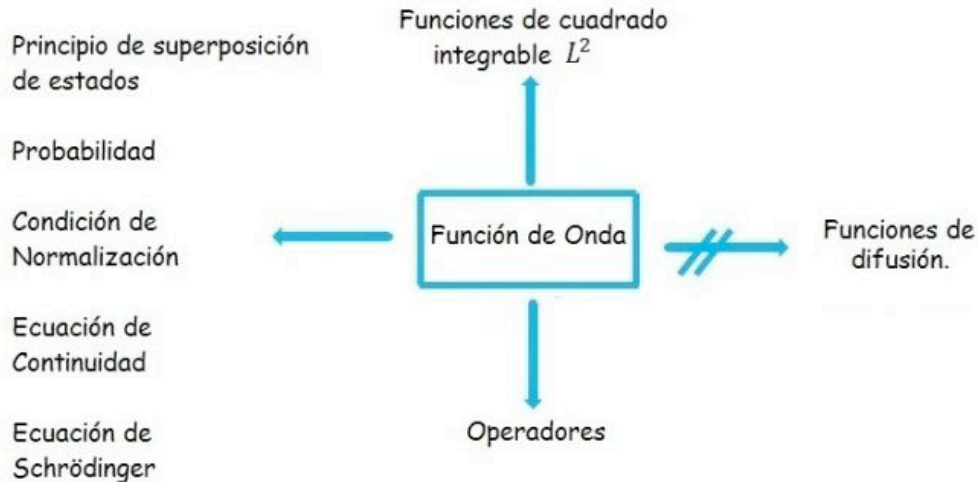 Principio de superposición
de estados
Probabilidad
Condición de
Normalización
Ecuación de
Continuidad
Ecuación de
Schrödinger
Funciones de cuadrado
integrable L²
Función de Onda
Operadores
Funciones de
difusión.